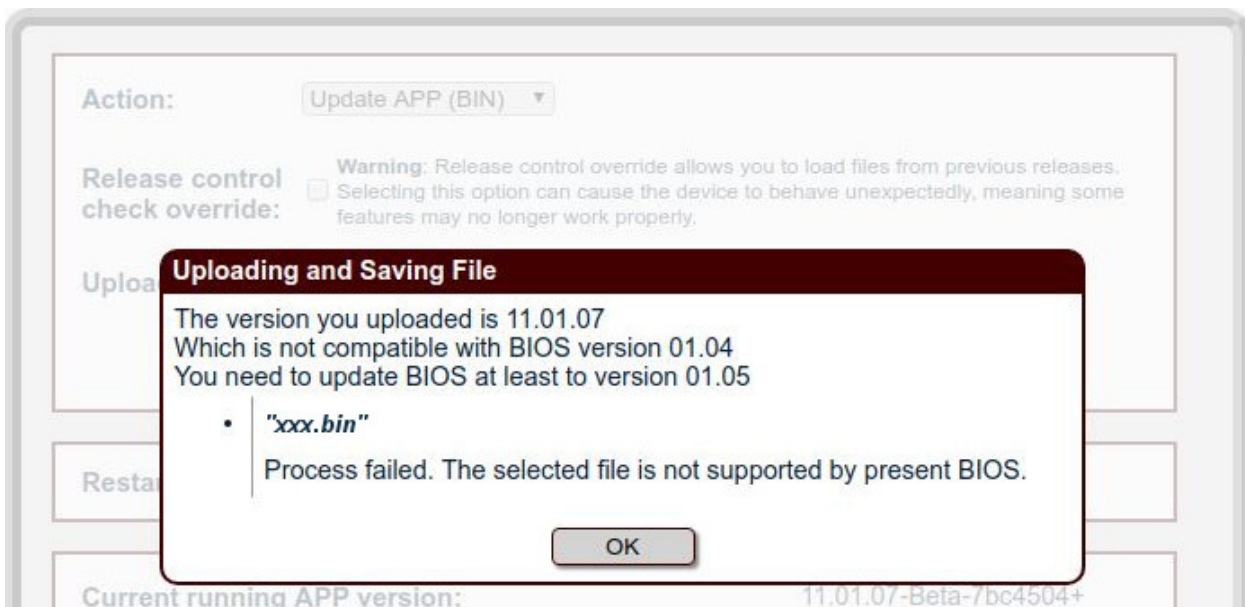 Action:
Update APP (BIN)
Warning: Release control override allows you to load files from previous releases.
Release control
Selecting this option can cause the device to behave unexpectedly, meaning some
check override:
features may no longer work properly.
Uploading and Saving File
Uploa
The version you uploaded is 11.01.07
Which is not compatible with BIOS version 01.04
You need to update BIOS at least to version 01.05
• "xxx.bin"
Process failed. The selected file is not supported by present BIOS.
Restar
OK
Current running APP version:
11.01.07-Beta-7bc4504+